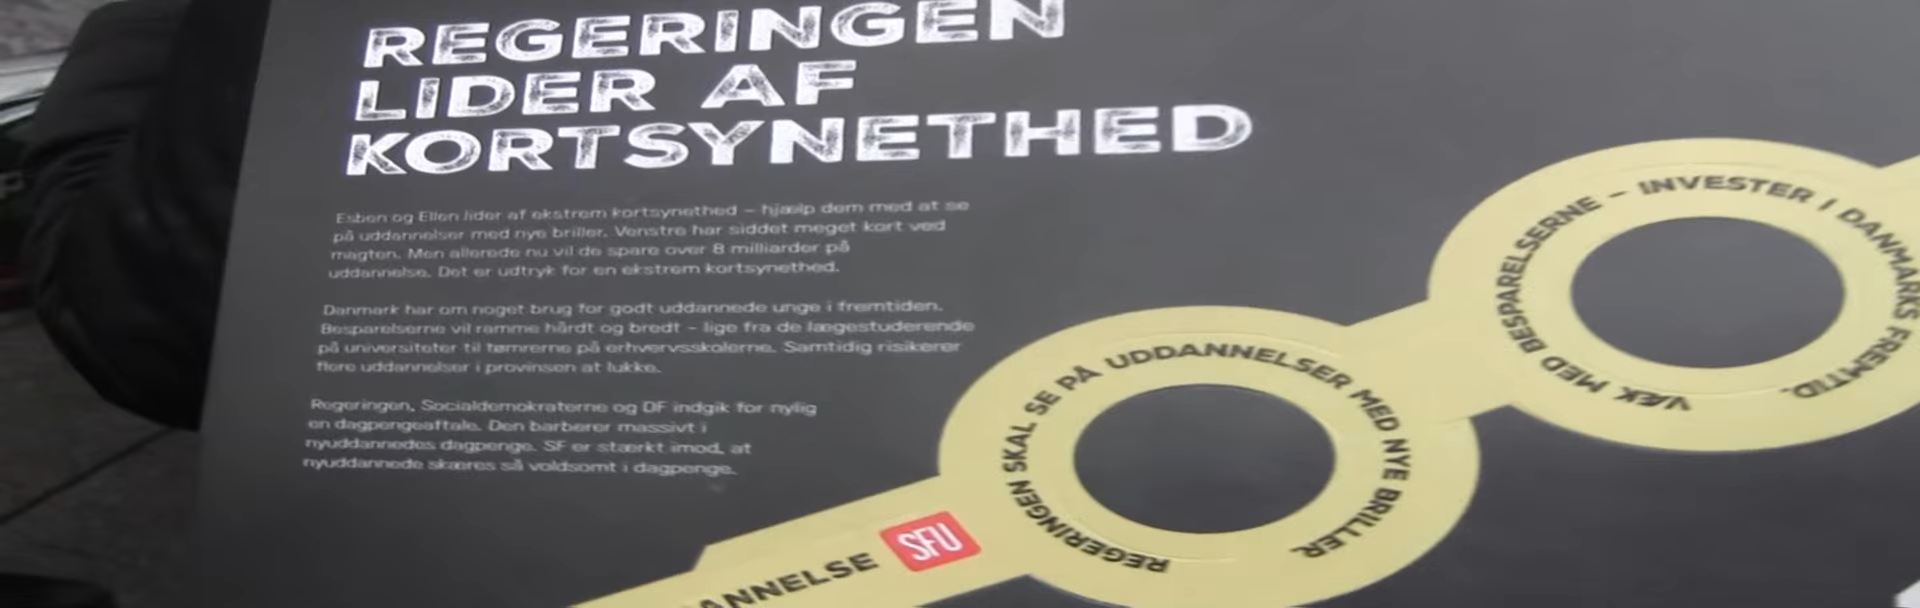 REGERINGEN
LIDER AF
KORTSYNETHED
Esben og Ellen lider af ekstrem kortsynethed – hjælp dem med at se
på uddannelser med nye briller. Venstre har siddet meget kort ved
magten. Men allerede nu vil de spare over 8 milliarder på
uddannelse. Det er udtryk for en ekstrem kortsynethed.
Danmark har om noget brug for godt uddannede unge i fremtiden.
Besparelserne vil ramme hårdt og bredt – lige fra de lægestuderende
på universiteter til tømrerne på erhvervsskolerne. Samtidig risikerer
flere uddannelser i provinsen at lukke.
Regeringen, Socialdemokraterne og DF indgik for nylig
en dagpengeaftale. Den barberer massivt i
nyuddannedes dagpenge. SF er stærkt imod, at
nyuddannede skæres så voldsomt i dagpenge.
VÆK MED BESPARELSERNE – INVESTER I DANMARKS FREMTID.
REGERINGEN SKAL SE PÅ UDDANNELSER MED NYE BRILLER.
ANNELSE SFU